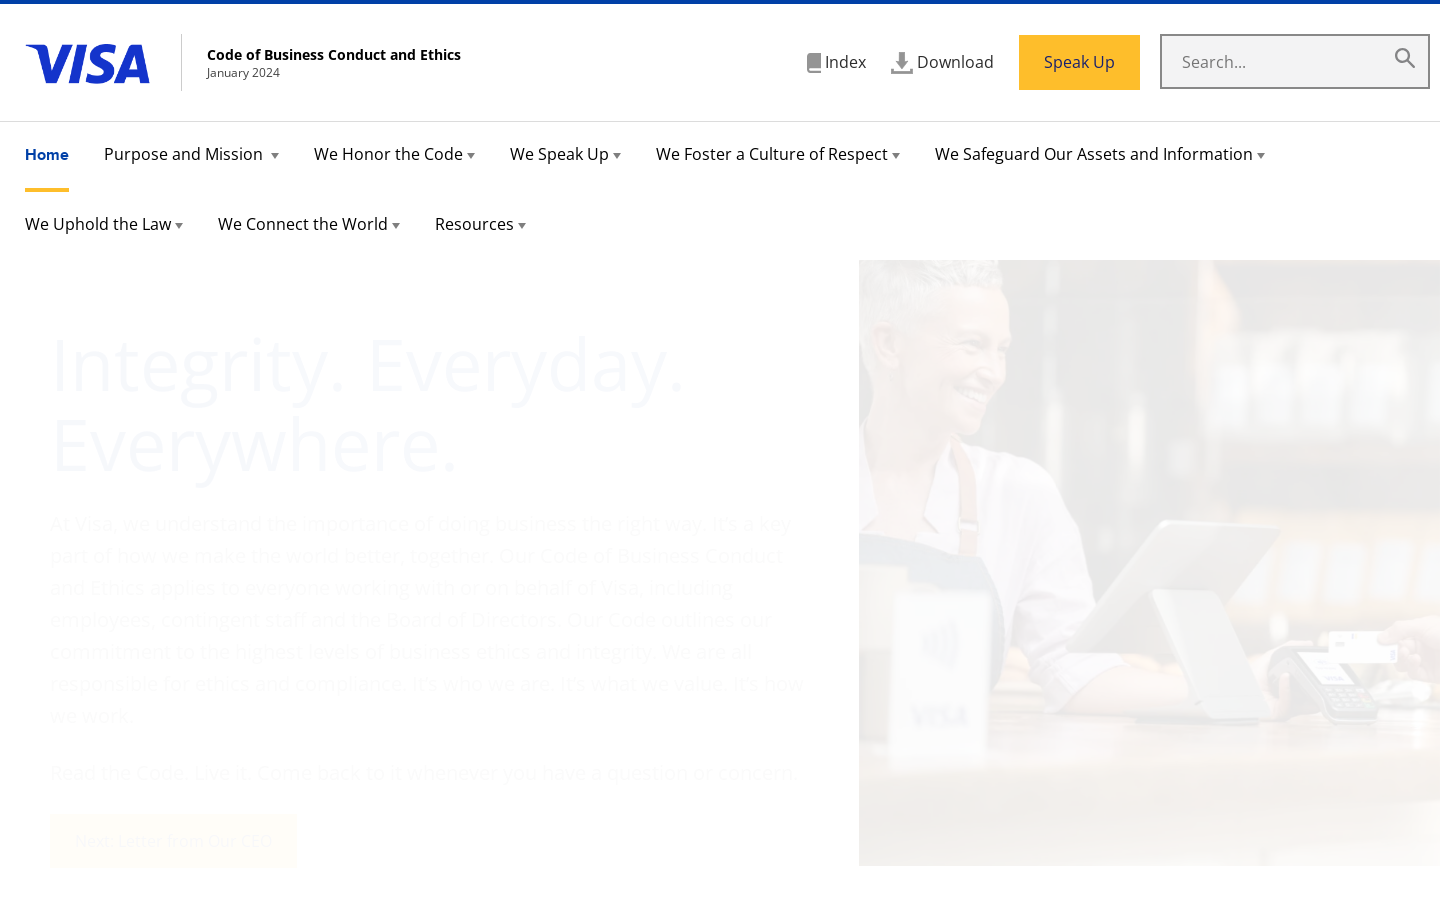 VISA
Code of Business Conduct and Ethics
January 2024
Index
Download
Speak Up
Search...
Home
Purpose and Mission
We Honor the Code
We Speak Up
We Foster a Culture of Respect
We Safeguard Our Assets and Information
We Uphold the Law
We Connect the World
Resources
Integrity. Everyday.
Everywhere.
At Visa, we understand the importance of doing business the right way. It's a key
part of how we make the world better, together. Our Code of Business Conduct
and Ethics applies to everyone working with or on behalf of Visa, including
employees, contingent staff and the Board of Directors. Our Code outlines our
commitment to the highest levels of business ethics and integrity. We are all
responsible for ethics and compliance. It's who we are. It's what we value. It's how
we work.
Read the Code. Live it. Come back to it whenever you have a question or concern.
Next: Letter from Our CEO
VISA